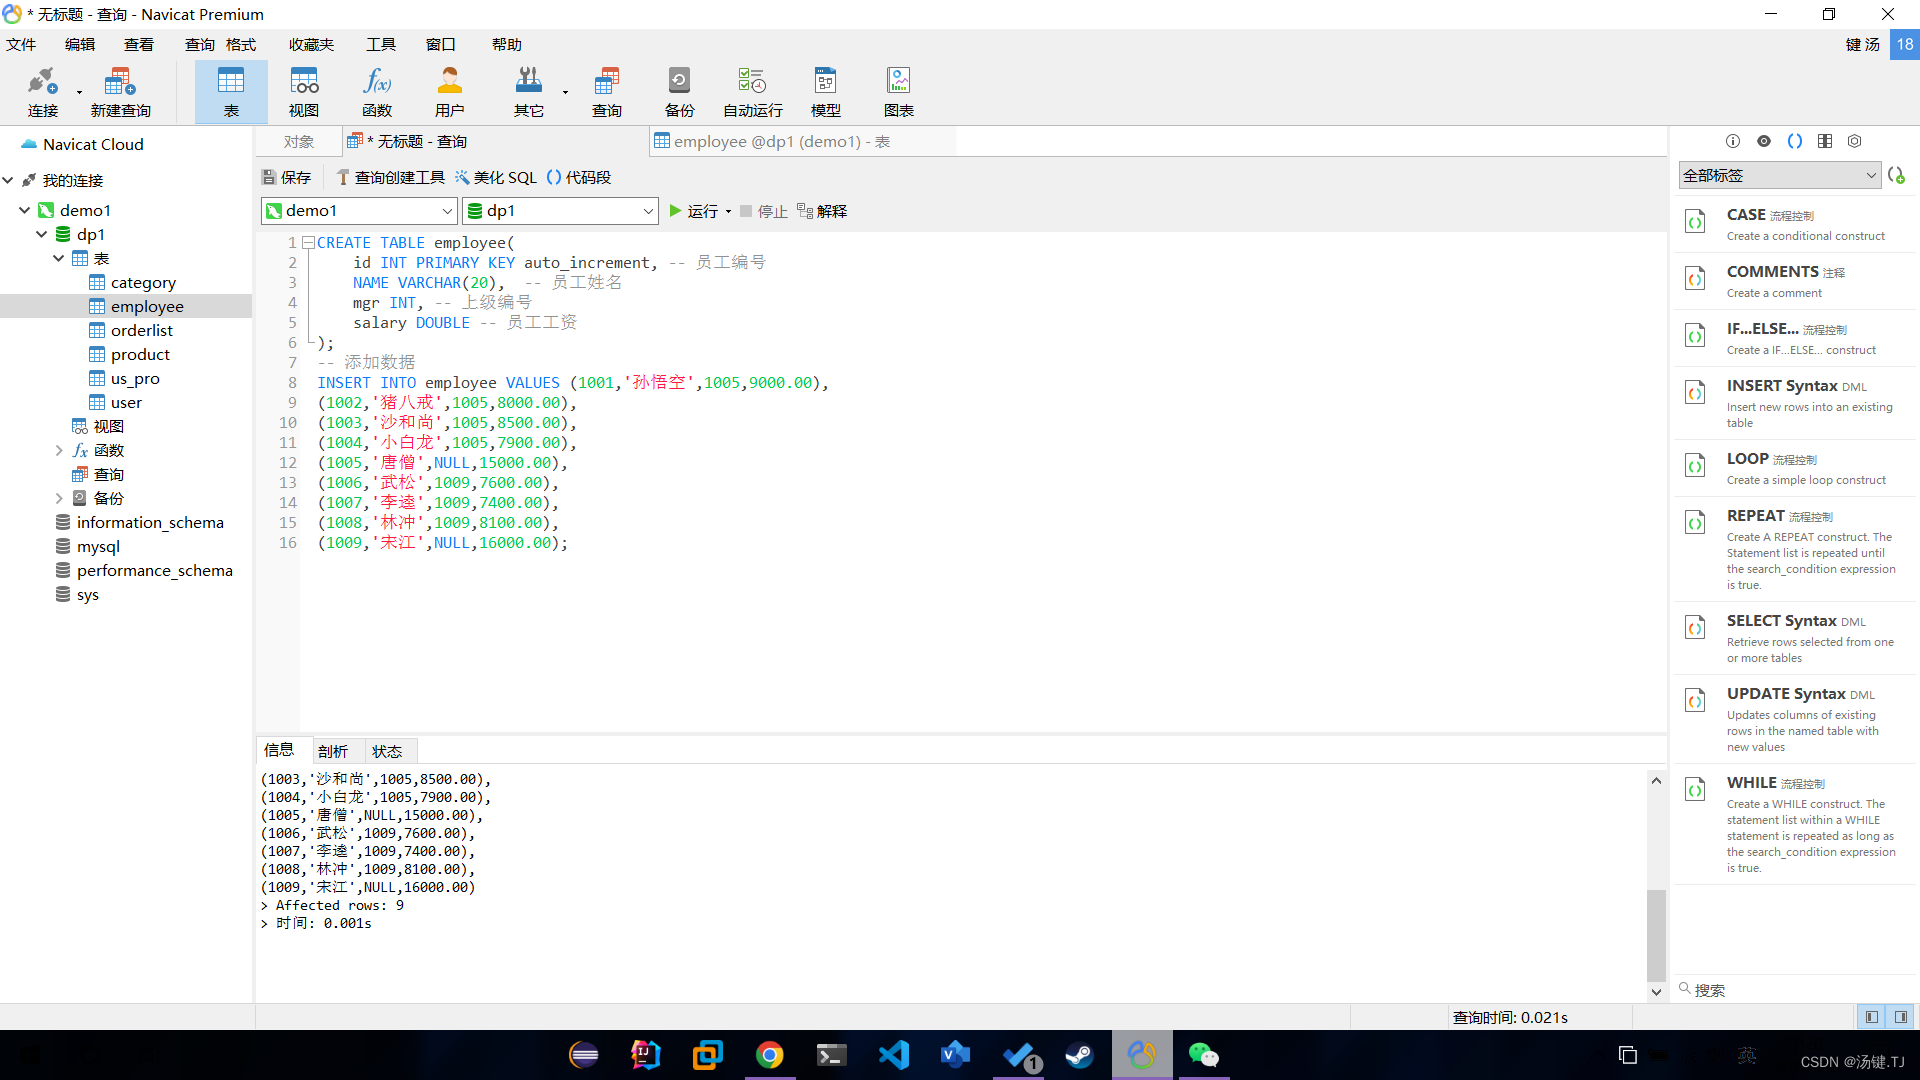 * 无标题 - 查询 - Navicat Premium
文件 编辑 查看 查询 格式 收藏夹 工具 窗口 帮助 键 汤 18
连接 新建查询 表 视图 函数 用户 其它 查询 备份 自动运行 模型 图表
Navicat Cloud
我的连接
demo1
dp1
表
category
employee
orderlist
product
us_pro
user
视图
函数
查询
备份
information_schema
mysql
performance_schema
sys
对象 * 无标题 - 查询 employee @dp1 (demo1) - 表
保存 查询创建工具 美化 SQL 代码段
demo1 dp1 运行 停止 解释
1 CREATE TABLE employee(
2 id INT PRIMARY KEY auto_increment, -- 员工编号
3 NAME VARCHAR(20), -- 员工姓名
4 mgr INT, -- 上级编号
5 salary DOUBLE -- 员工工资
6 );
7 -- 添加数据
8 INSERT INTO employee VALUES (1001,'孙悟空',1005,9000.00),
9 (1002,'猪八戒',1005,8000.00),
10 (1003,'沙和尚',1005,8500.00),
11 (1004,'小白龙',1005,7900.00),
12 (1005,'唐僧',NULL,15000.00),
13 (1006,'武松',1009,7600.00),
14 (1007,'李逵',1009,7400.00),
15 (1008,'林冲',1009,8100.00),
16 (1009,'宋江',NULL,16000.00);
信息 剖析 状态
(1003,'沙和尚',1005,8500.00),
(1004,'小白龙',1005,7900.00),
(1005,'唐僧',NULL,15000.00),
(1006,'武松',1009,7600.00),
(1007,'李逵',1009,7400.00),
(1008,'林冲',1009,8100.00),
(1009,'宋江',NULL,16000.00)
> Affected rows: 9
> 时间: 0.001s
全部标签
CASE 流程控制
Create a conditional construct
COMMENTS 注释
Create a comment
IF...ELSE... 流程控制
Create a IF...ELSE... construct
INSERT Syntax DML
Insert new rows into an existing
table
LOOP 流程控制
Create a simple loop construct
REPEAT 流程控制
Create A REPEAT construct. The
Statement list is repeated until
the search_condition expression
is true.
SELECT Syntax DML
Retrieve rows selected from one
or more tables
UPDATE Syntax DML
Updates columns of existing
rows in the named table with
new values
WHILE 流程控制
Create a WHILE construct. The
statement list within a WHILE
statement is repeated as long as
the search_condition expression
is true.
搜索
查询时间: 0.021s
英
CSDN @汤键.TJ